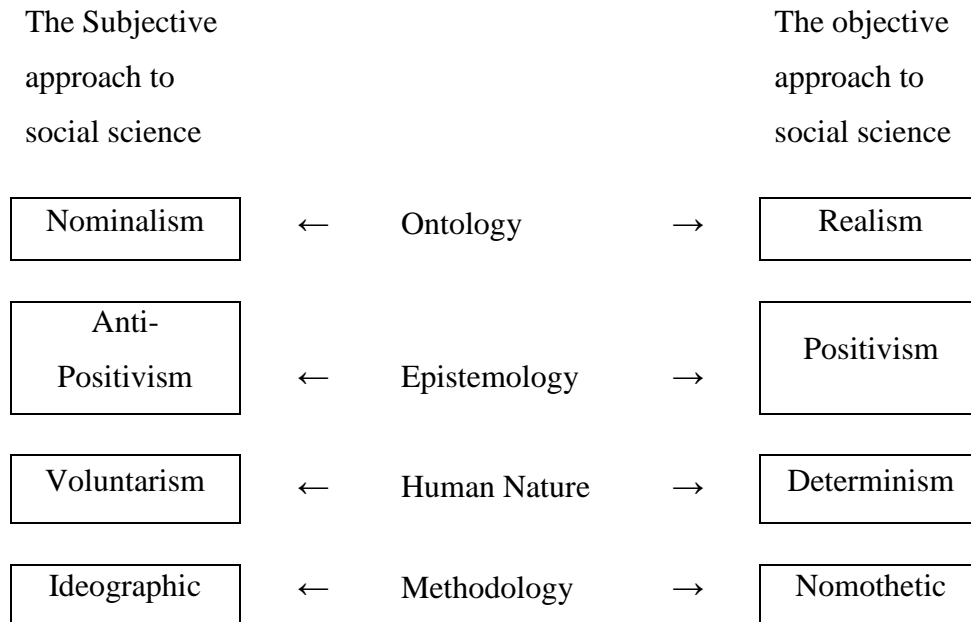 The Subjective
approach to
social science
The objective
approach to
social science
Nominalism ← Ontology → Realism
Anti-
Positivism ← Epistemology → Positivism
Voluntarism ← Human Nature → Determinism
Ideographic ← Methodology → Nomothetic